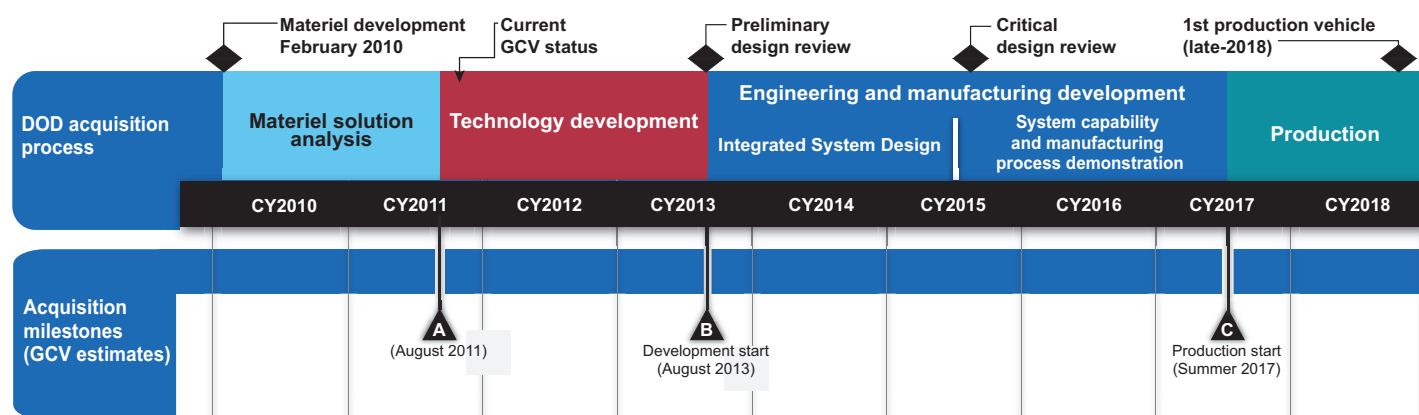 Materiel development
February 2010
Current
GCV status
Preliminary
design review
Critical
design review
1st production vehicle
(late-2018)
DOD acquisition
process
Materiel solution
analysis
Technology development
Engineering and manufacturing development
Integrated System Design
System capability
and manufacturing
process demonstration
Production
CY2010 CY2011 CY2012 CY2013 CY2014 CY2015 CY2016 CY2017 CY2018
Acquisition
milestones
(GCV estimates)
A
(August 2011)
B
Development start
(August 2013)
C
Production start
(Summer 2017)